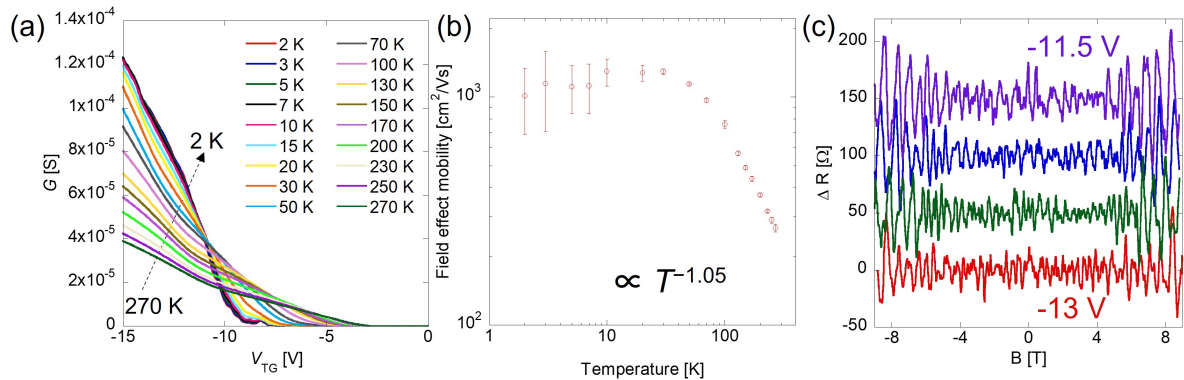 (a)
1.4x10⁻⁴
1.2x10⁻⁴
1x10⁻⁴
8x10⁻⁵
6x10⁻⁵
4x10⁻⁵
2x10⁻⁵
0
G [S]
-15
-10
-5
0
V_TG [V]
2 K
270 K
2 K
3 K
5 K
7 K
10 K
15 K
20 K
30 K
50 K
70 K
100 K
130 K
150 K
170 K
200 K
230 K
250 K
270 K
(b)
Field effect mobility [cm²/Vs]
10³
10²
1
10
100
Temperature [K]
∝ T⁻¹·⁰⁵
(c)
Δ R [Ω]
200
150
100
50
0
-50
-8
-4
0
4
8
B [T]
-11.5 V
-13 V